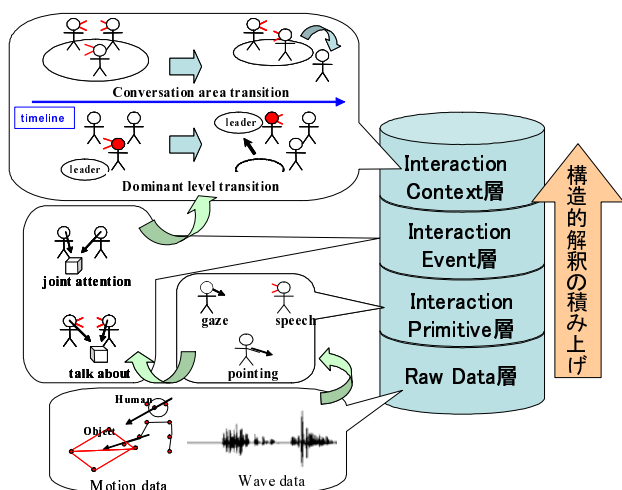 Conversation area transition
timeline
leader
leader
Dominant level transition
joint attention
talk about
gaze
speech
pointing
Human
Object
Motion data
Wave data
Interaction
Context層
Interaction
Event層
Interaction
Primitive層
Raw Data層
構造的解釈の積み上げ